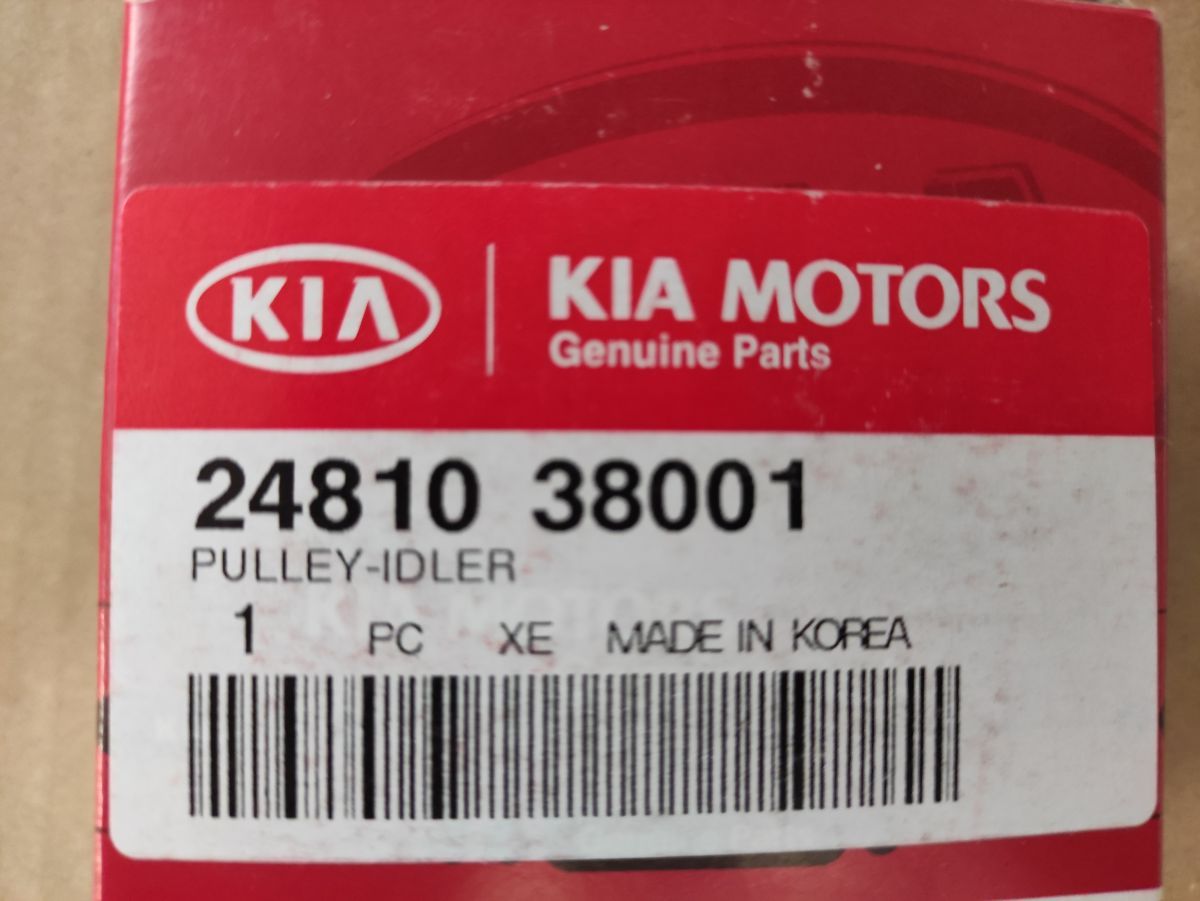 KIA
KIA MOTORS
Genuine Parts
24810 38001
PULLEY-IDLER
1 PC XE MADE IN KOREA